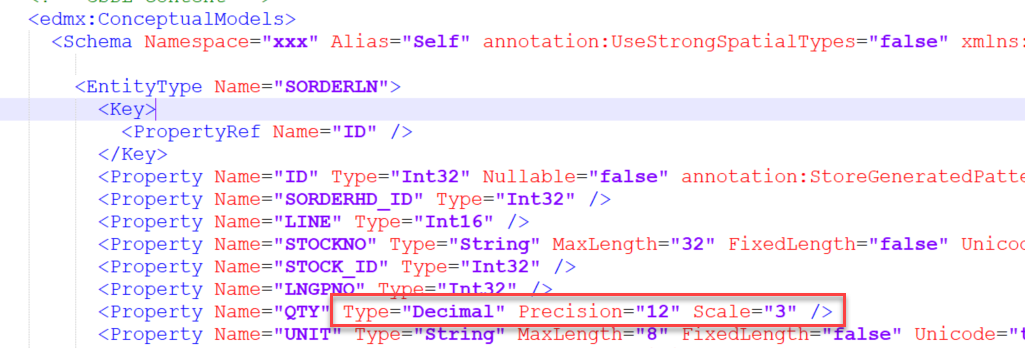 <edmx:ConceptualModels>
<Schema Namespace="xxx" Alias="Self" annotation:UseStrongSpatialTypes="false" xmlns:
<EntityType Name="SORDERLN">
<Key>
<PropertyRef Name="ID" />
</Key>
<Property Name="ID" Type="Int32" Nullable="false" annotation:StoreGeneratedPatte
<Property Name="SORDERHD_ID" Type="Int32" />
<Property Name="LINE" Type="Int16" />
<Property Name="STOCKNO" Type="String" MaxLength="32" FixedLength="false" Unicod
<Property Name="STOCK_ID" Type="Int32" />
<Property Name="LNGPNO" Type="Int32" />
<Property Name="QTY" Type="Decimal" Precision="12" Scale="3" />
<Property Name="UNIT" Type="String" MaxLength="8" FixedLength="false" Unicode="t